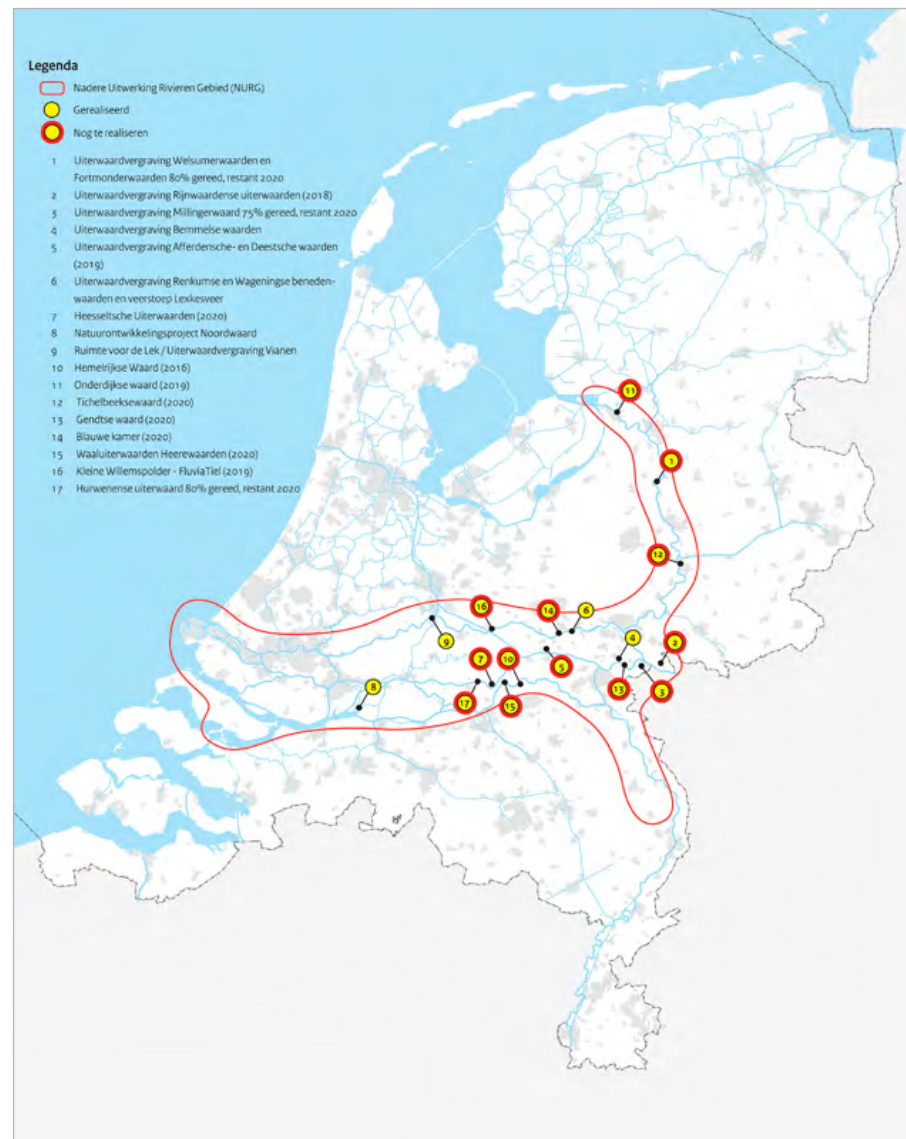 Legenda
Nadere Uitwerking Rivieren Gebied (NURG)
Gerealiseerd
Nog te realiseren
1 Uiterwaardvergraving Welsumerwaarden en
Fortmonderwaarden 80% gereed, restant 2020
2 Uiterwaardvergraving Rijnwaardense uiterwaarden (2018)
3 Uiterwaardvergraving Millingerwaard 75% gereed, restant 2020
4 Uiterwaardvergraving Bemmelse waarden
5 Uiterwaardvergraving Afferdensche- en Deestsche waarden
(2019)
6 Uiterwaardvergraving Renkumse en Wageningse beneden-
waarden en veerstoep Lexkesveer
7 Heesseltsche Uiterwaarden (2020)
8 Natuurontwikkelingsproject Noordwaard
9 Ruimte voor de Lek / Uiterwaardvergraving Vianen
10 Hemelrijkse Waard (2016)
11 Onderdijkse waard (2019)
12 Tichelbeeksewaard (2020)
13 Gendtse waard (2020)
14 Blauwe kamer (2020)
15 Waaluiterwaarden Heerewaarden (2020)
16 Kleine Willemspolder - FluviaTiel (2019)
17 Hurwenense uiterwaard 80% gereed, restant 2020
11
1
12
16
14
6
9
4
2
7
10
5
13
3
8
17
15